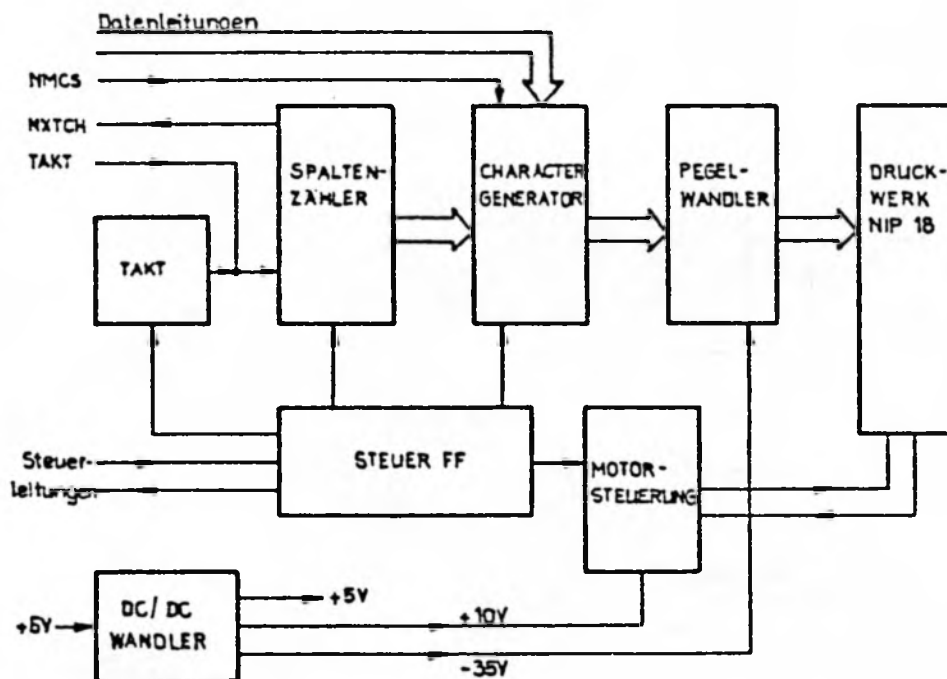 Datenleitungen
NMCS
NXTCH
TAKT
SPALTEN-
ZÄHLER
CHARACTER
GENERATOR
PEGEL-
WANDLER
DRUCK-
WERK
NIP 18
TAKT
STEUER FF
Steuer-
leitungen
MOTOR-
STEUERUNG
+5V
DC/DC
WANDLER
+5V
+10V
-35V